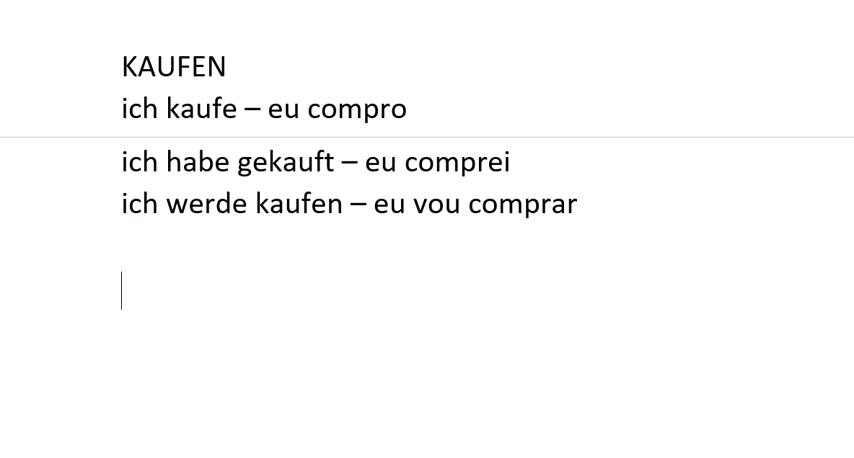 KAUFEN
ich kaufe – eu compro
ich habe gekauft – eu comprei
ich werde kaufen – eu vou comprar